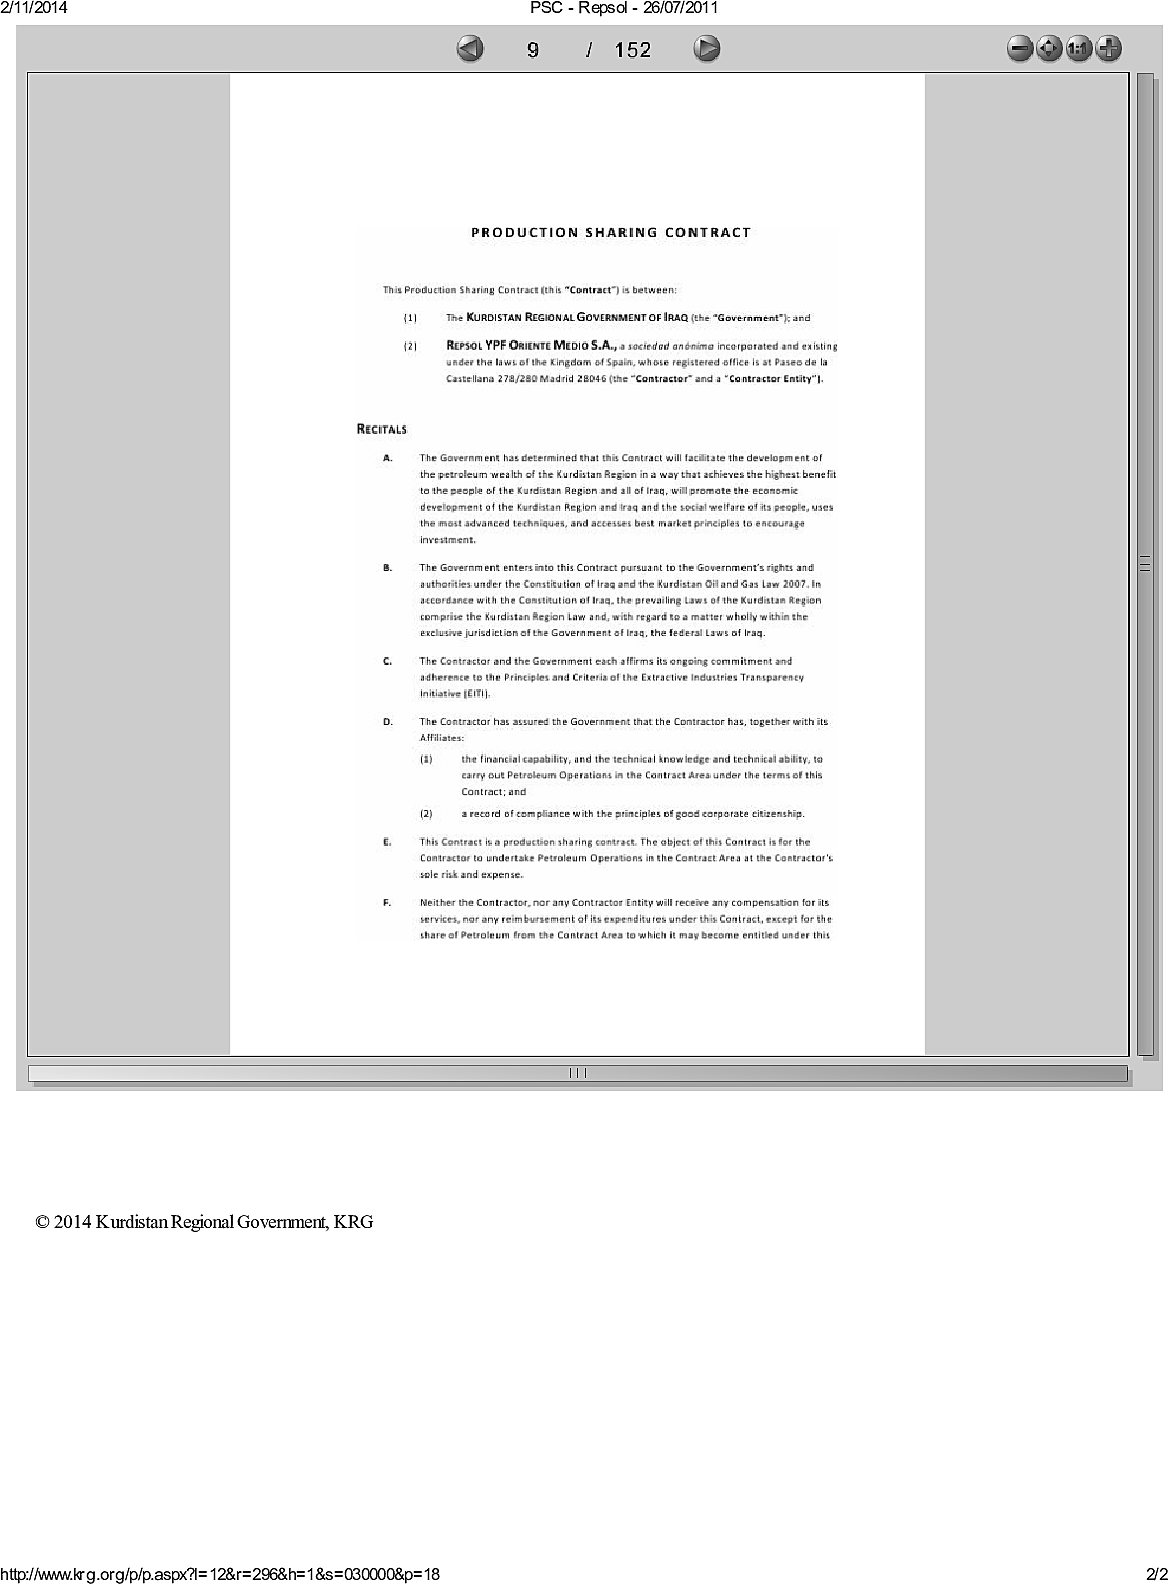 2/11/2014 PSC - Repsol - 26/07/2011
9 / 152
1:1
PRODUCTION SHARING CONTRACT
This Production Sharing Contract (this "Contract") is between:
(1) The KURDISTAN REGIONAL GOVERNMENT OF IRAQ (the "Government"); and
(2) REPSOL YPF ORIENTE MEDIO S.A., a sociedad anónima incorporated and existing
under the laws of the Kingdom of Spain, whose registered office is at Paseo de la
Castellana 278/280 Madrid 28046 (the "Contractor" and a "Contractor Entity").
RECITALS
A. The Government has determined that this Contract will facilitate the development of
the petroleum wealth of the Kurdistan Region in a way that achieves the highest benefit
to the people of the Kurdistan Region and all of Iraq, will promote the economic
development of the Kurdistan Region and Iraq and the social welfare of its people, uses
the most advanced techniques, and accesses best market principles to encourage
investment.
B. The Government enters into this Contract pursuant to the Government's rights and
authorities under the Constitution of Iraq and the Kurdistan Oil and Gas Law 2007. In
accordance with the Constitution of Iraq, the prevailing Laws of the Kurdistan Region
comprise the Kurdistan Region Law and, with regard to a matter wholly within the
exclusive jurisdiction of the Government of Iraq, the federal Laws of Iraq.
C. The Contractor and the Government each affirms its ongoing commitment and
adherence to the Principles and Criteria of the Extractive Industries Transparency
Initiative (EITI).
D. The Contractor has assured the Government that the Contractor has, together with its
Affiliates:
(1) the financial capability, and the technical knowledge and technical ability, to
carry out Petroleum Operations in the Contract Area under the terms of this
Contract; and
(2) a record of compliance with the principles of good corporate citizenship.
E. This Contract is a production sharing contract. The object of this Contract is for the
Contractor to undertake Petroleum Operations in the Contract Area at the Contractor's
sole risk and expense.
F. Neither the Contractor, nor any Contractor Entity will receive any compensation for its
services, nor any reimbursement of its expenditures under this Contract, except for the
share of Petroleum from the Contract Area to which it may become entitled under this
© 2014 Kurdistan Regional Government, KRG
http://www.krg.org/p/p.aspx?l=12&r=296&h=1&s=030000&p=18 2/2